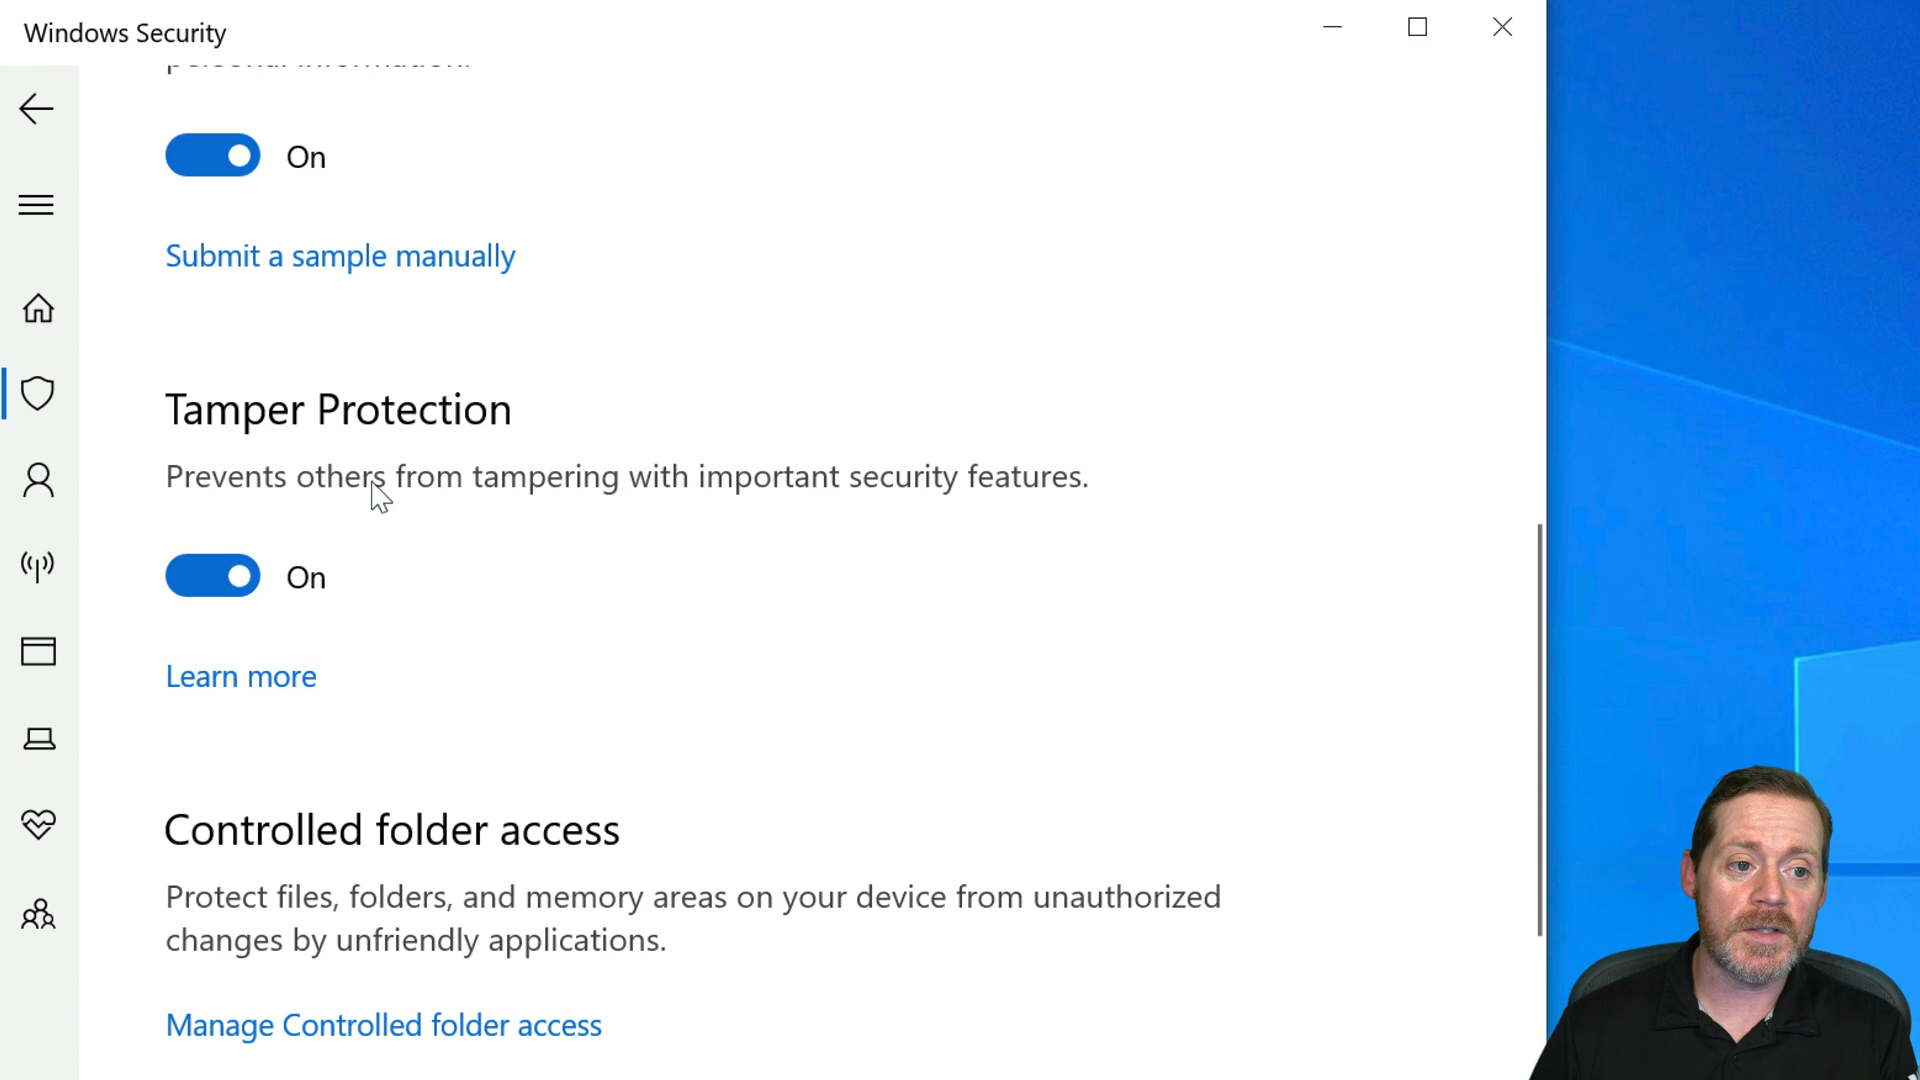 Windows Security
personal information.
On
Submit a sample manually
Tamper Protection
Prevents others from tampering with important security features.
On
Learn more
Controlled folder access
Protect files, folders, and memory areas on your device from unauthorized
changes by unfriendly applications.
Manage Controlled folder access